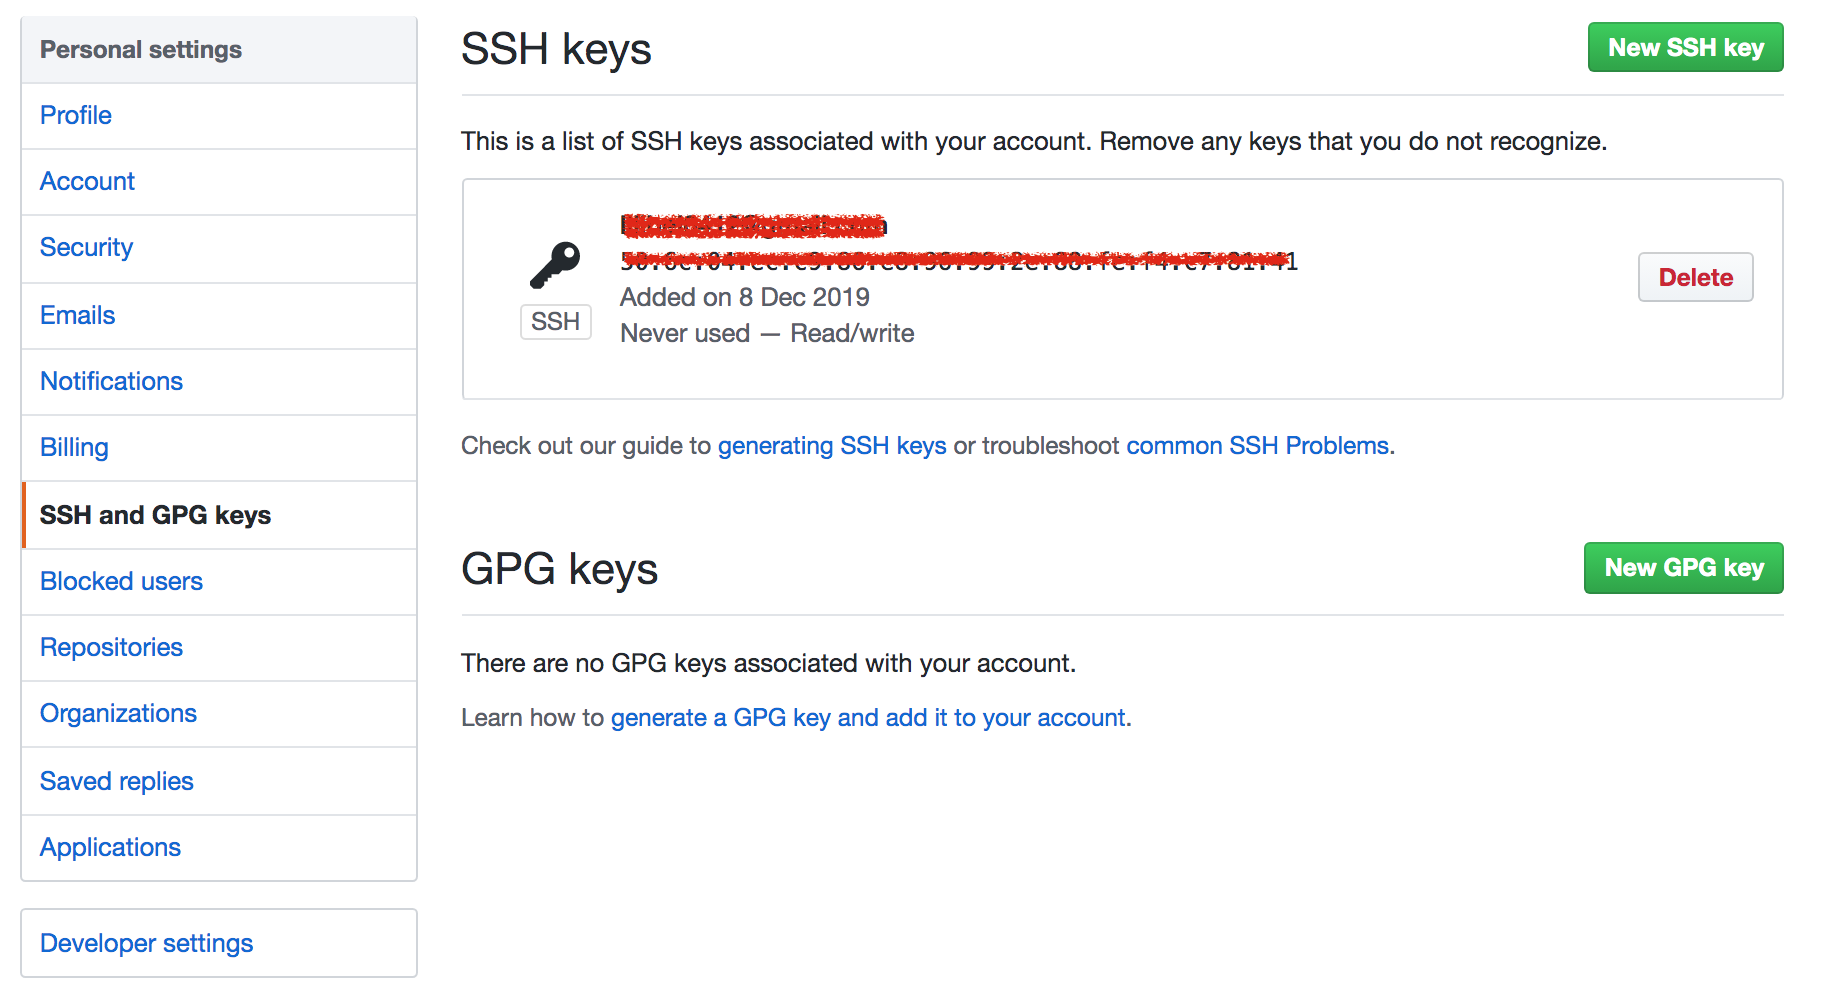 Personal settings
Profile
Account
Security
Emails
Notifications
Billing
SSH and GPG keys
Blocked users
Repositories
Organizations
Saved replies
Applications
Developer settings
SSH keys
New SSH key
This is a list of SSH keys associated with your account. Remove any keys that you do not recognize.
SSH
Added on 8 Dec 2019
Never used — Read/write
Delete
Check out our guide to generating SSH keys or troubleshoot common SSH Problems.
GPG keys
New GPG key
There are no GPG keys associated with your account.
Learn how to generate a GPG key and add it to your account.